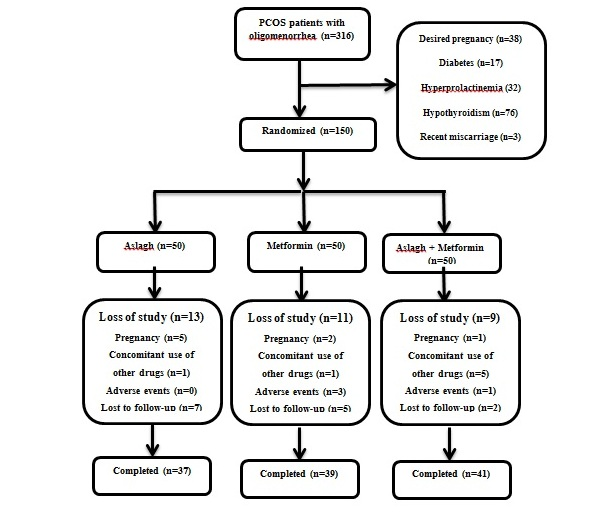 PCOS patients with
oligomenorrhea (n=316)
Desired pregnancy (n=38)
Diabetes (n=17)
Hyperprolactinemia (32)
Hypothyroidism (n=76)
Recent miscarriage (n=3)
Randomized (n=150)
Aslagh (n=50)
Metformin (n=50)
Aslagh + Metformin
(n=50)
Loss of study (n=13)
Pregnancy (n=5)
Concomitant use of
other drugs (n=1)
Adverse events (n=0)
Lost to follow-up (n=7)
Loss of study (n=11)
Pregnancy (n=2)
Concomitant use of
other drugs (n=1)
Adverse events (n=3)
Lost to follow-up (n=5)
Loss of study (n=9)
Pregnancy (n=1)
Concomitant use of
other drugs (n=5)
Adverse events (n=1)
Lost to follow-up (n=2)
Completed (n=37)
Completed (n=39)
Completed (n=41)